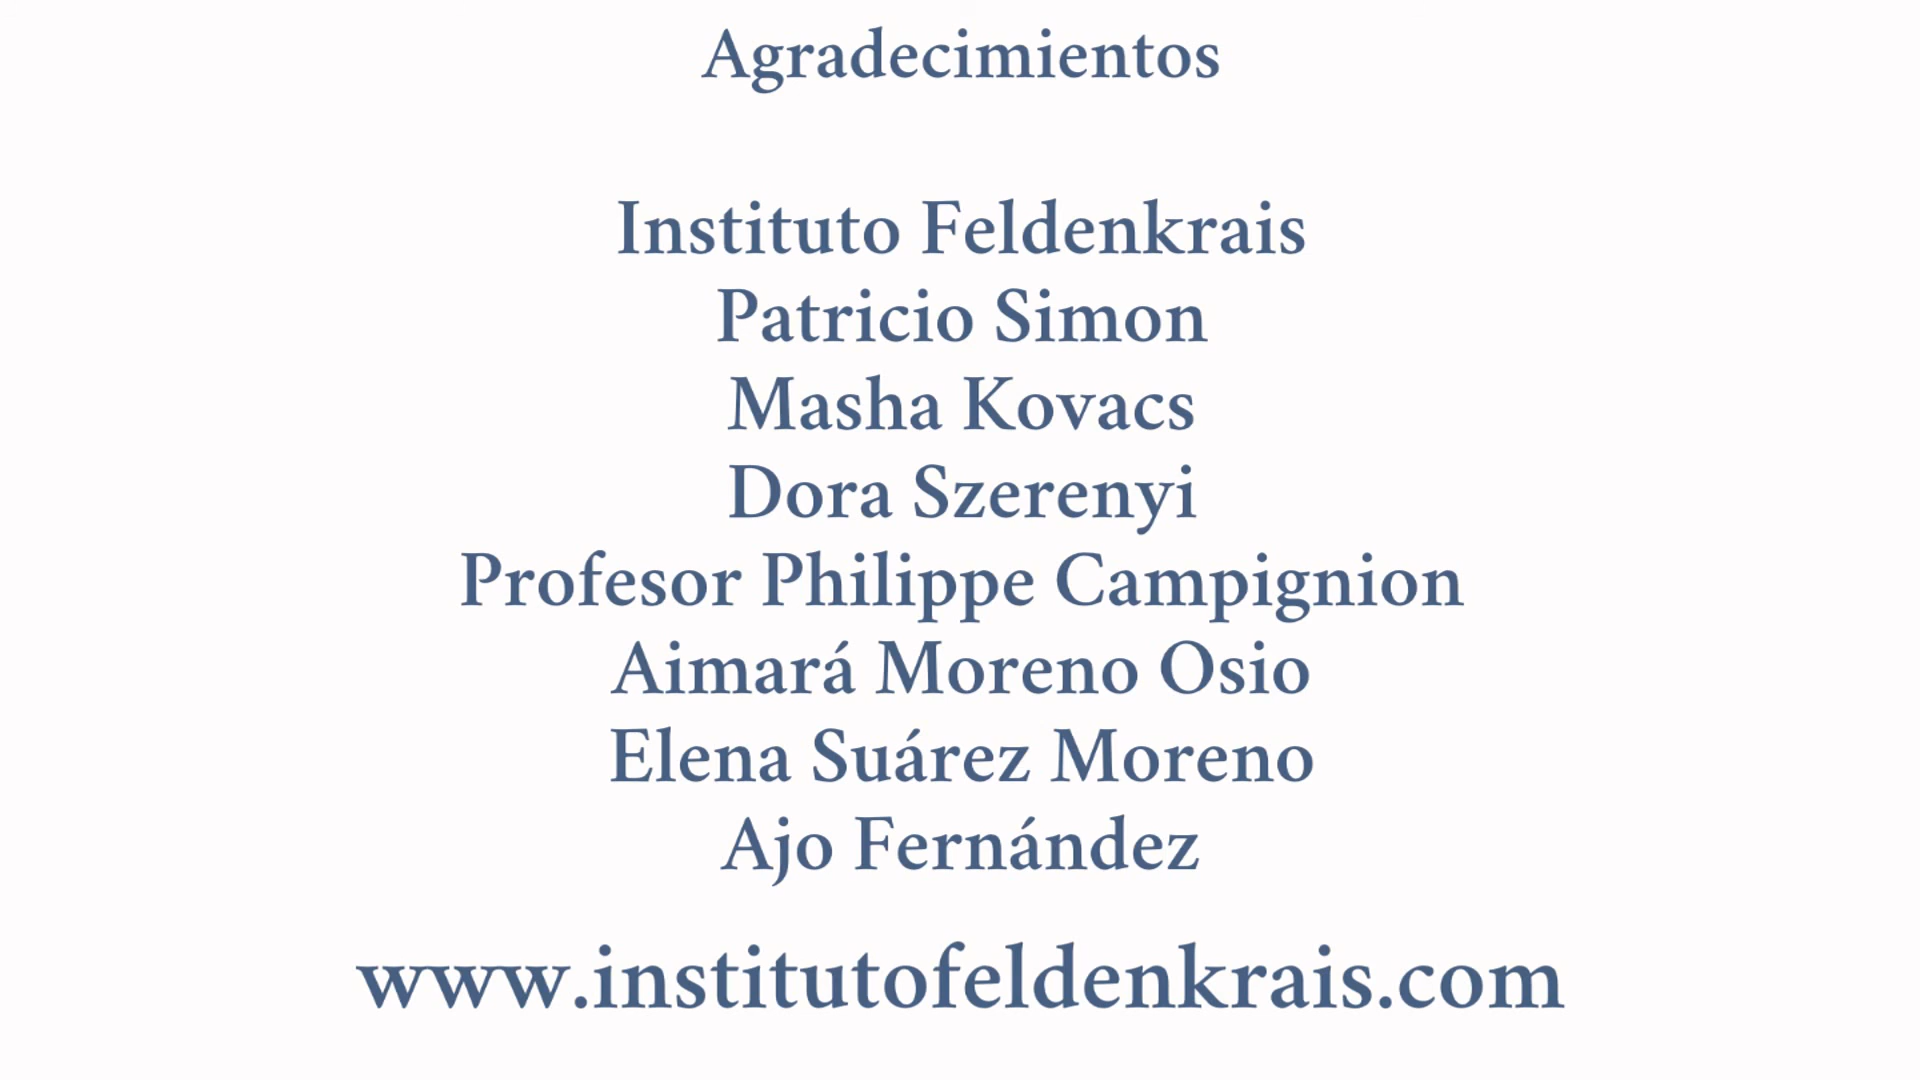 Agradecimientos
Instituto Feldenkrais
Patricio Simon
Masha Kovacs
Dora Szerenyi
Profesor Philippe Campignion
Aimará Moreno Osio
Elena Suárez Moreno
Ajo Fernández
www.institutofeldenkrais.com